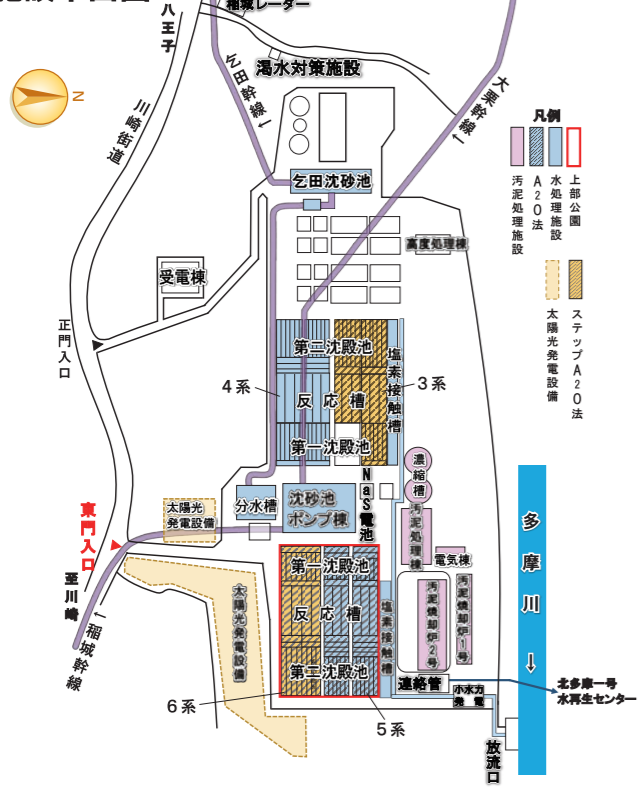 八王子
稲城レーダー
渇水対策施設
乞田幹線←
大栗幹線←
N
川崎街道
凡例
上部公園
水処理施設
A2O法
汚泥処理施設
ステップA2O法
太陽光発電設備
乞田沈砂池
高度処理棟
受電棟
正門入口
第二沈殿池
反応槽
第一沈殿池
塩素接触槽
4系
3系
NaS電池
濃縮槽
汚泥処理棟
電気棟
分水槽
沈砂池
ポンプ棟
太陽光
発電設備
東門入口
至川崎
←稲城幹線
太陽光発電設備
第一沈殿池
反応槽
第二沈殿池
塩素接触槽
汚泥焼却炉2号
汚泥焼却炉1号
連絡管
小水力
発電
6系
5系
放流口
多摩川→
北多摩一号
水再生センター